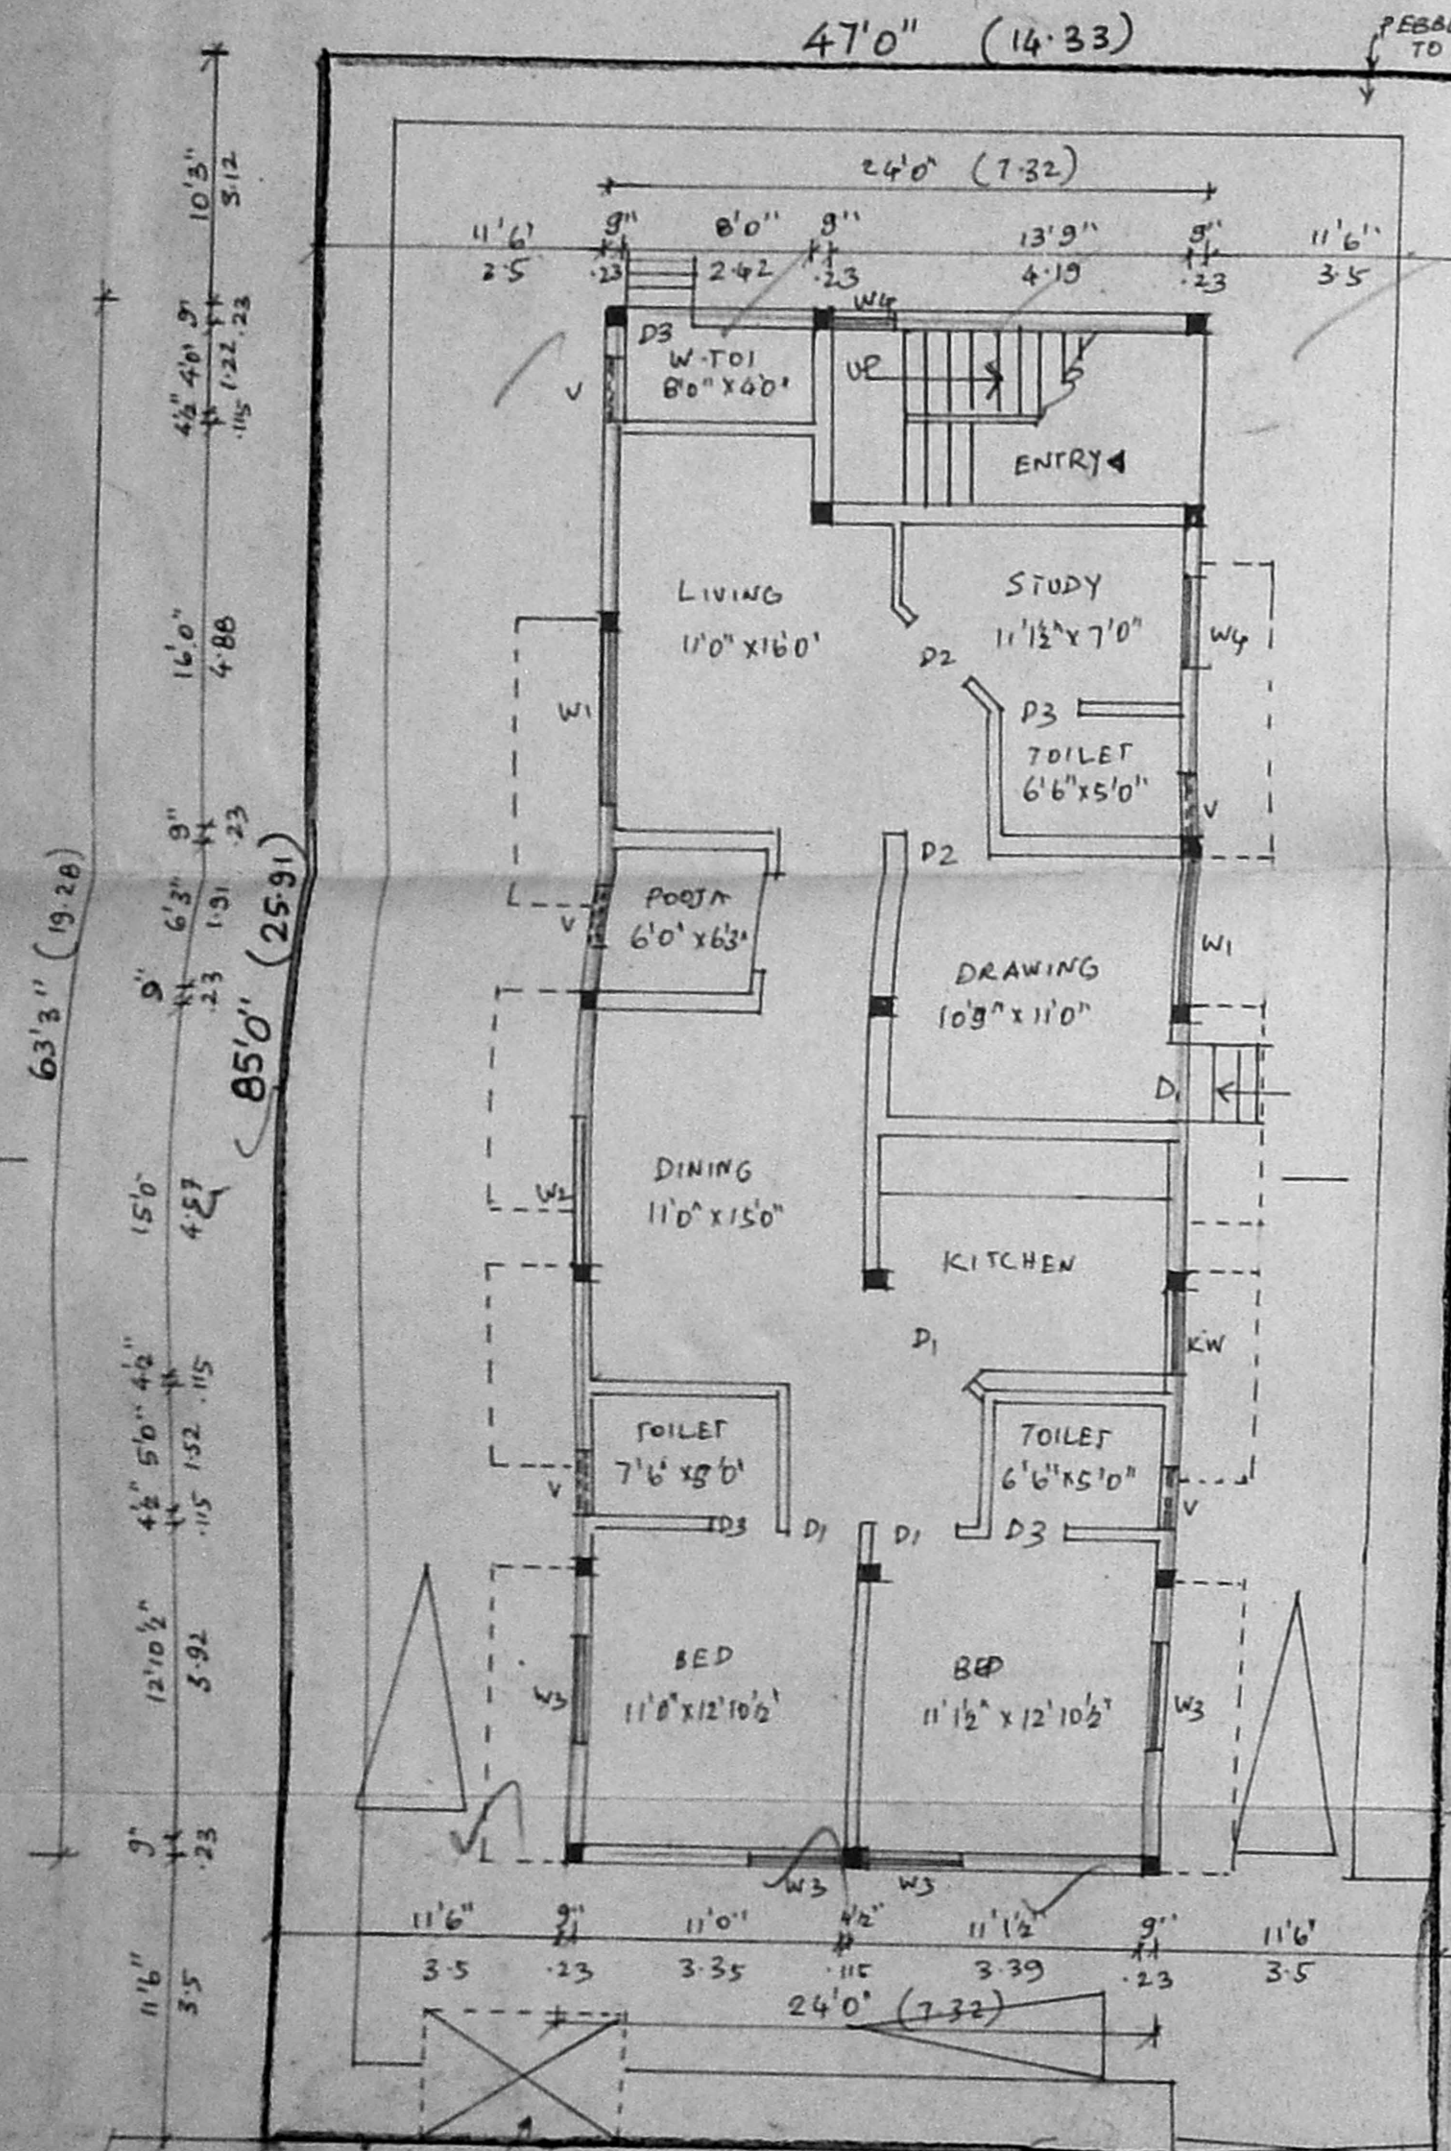 47'0" (14.33)
TO
24'0" (7.32)
11'6' 9" 8'0" 9" 13'9" 9" 11'6"
2.5 .23 2.42 .23 4.19 .23 3.5
10'3"
3.12
4½" 4'0' 9"
.115 1.22 .23
16'.0"
4.88
9"
.23
6'3"
1.91
9"
.23
63'3" (19.28)
85'0" (25.91)
15'0"
4.57
4½" 5'0" 4½"
.115 1.52 .115
12'10½"
3.92
9"
.23
11'6"
3.5
W4
D3
W.TOI
8'0" X4'0"
V
UP
ENTRY
LIVING
11'0" X16'0'
STUDY
11'1½" X 7'0"
W4
D2
W1
D3
TOILET
6'6"X5'0"
V
D2
POOJA
6'0' X6'3"
V
W1
DRAWING
10'9" X 11'0"
D1
DINING
11'0" X15'0"
W2
KITCHEN
D1
KW
TOILET
7'6' X5'0'
V
TOILET
6'6"X5'0"
V
D3 D1 D1 D3
BED
11'0"X12'10½'
W3
BED
11'1½" X 12'10½"
W3
W3 W3
11'6" 9" 11'0" 4½" 11'1½" 9" 11'6'
3.5 .23 3.35 .115 3.39 .23 3.5
24'0" (7.32)